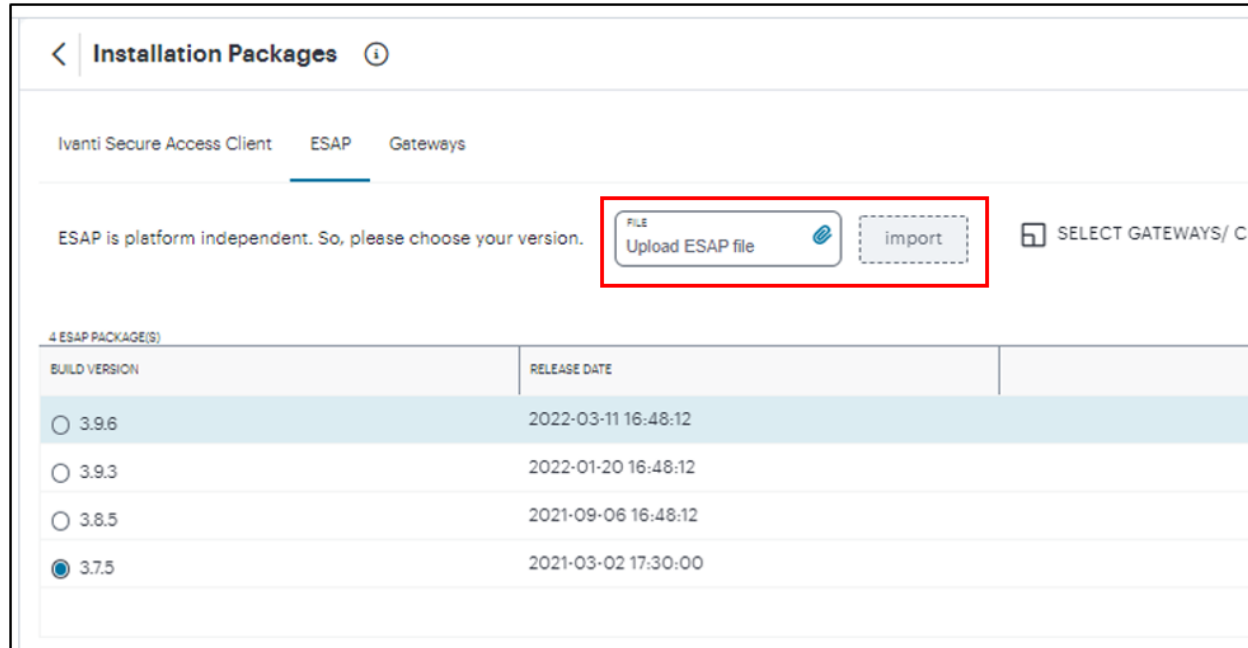 Installation Packages
Ivanti Secure Access Client ESAP Gateways
ESAP is platform independent. So, please choose your version. FILE Upload ESAP file import SELECT GATEWAYS/ C
4 ESAP PACKAGE(S)
BUILD VERSION RELEASE DATE
3.9.6 2022-03-11 16:48:12
3.9.3 2022-01-20 16:48:12
3.8.5 2021-09-06 16:48:12
3.7.5 2021-03-02 17:30:00